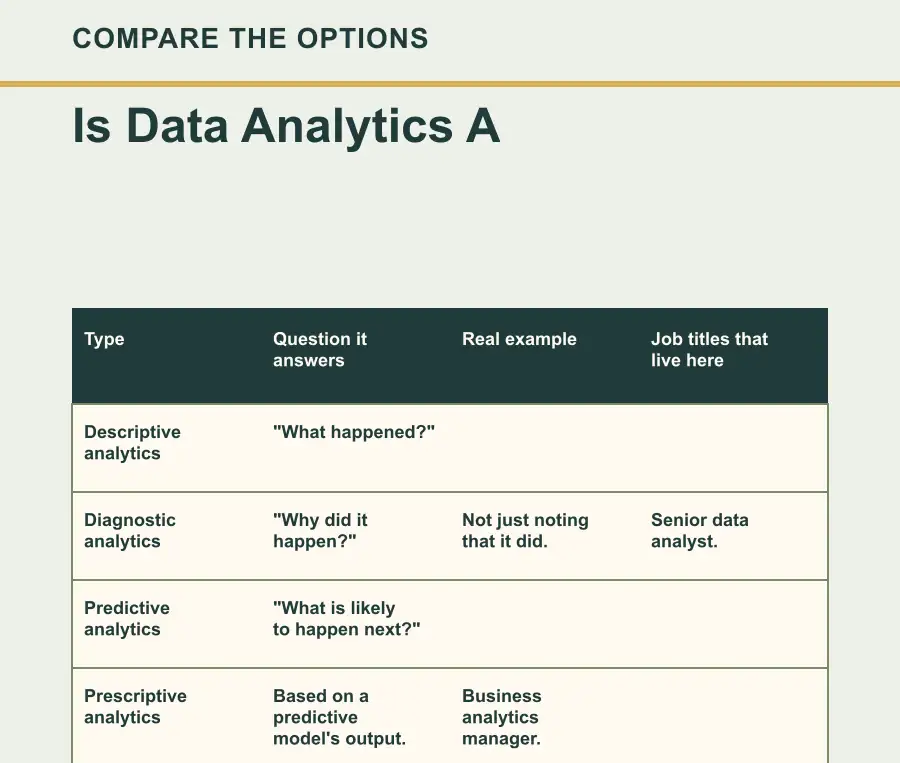 COMPARE THE OPTIONS
Is Data Analytics A
Type
Question it
answers
Real example
Job titles that
live here
Descriptive
analytics
"What happened?"
Diagnostic
analytics
"Why did it
happen?"
Not just noting
that it did.
Senior data
analyst.
Predictive
analytics
"What is likely
to happen next?"
Prescriptive
analytics
Based on a
predictive
model's output.
Business
analytics
manager.